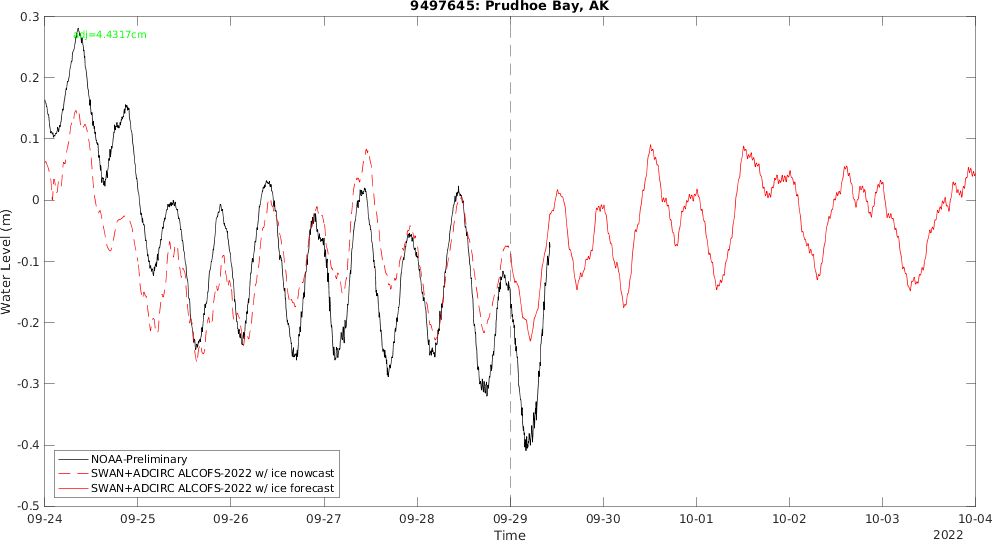 9497645: Prudhoe Bay, AK
adj=4.4317cm
0.3
0.2
0.1
0
-0.1
-0.2
-0.3
-0.4
-0.5
Water Level (m)
NOAA-Preliminary
SWAN+ADCIRC ALCOFS-2022 w/ ice nowcast
SWAN+ADCIRC ALCOFS-2022 w/ ice forecast
09-24 09-25 09-26 09-27 09-28 09-29 09-30 10-01 10-02 10-03 10-04
Time
2022